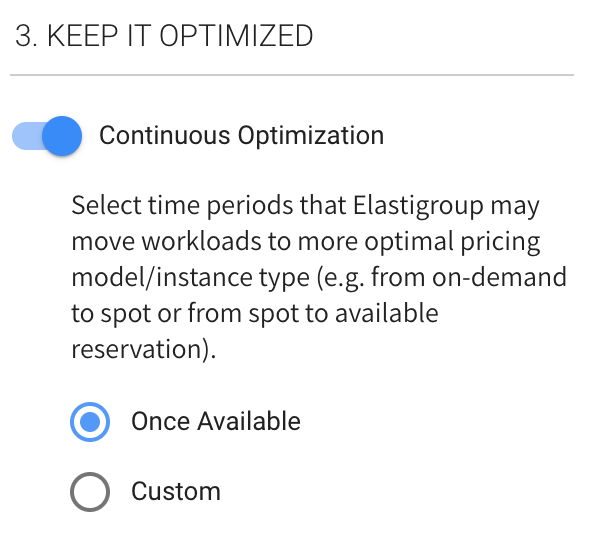 3. KEEP IT OPTIMIZED
Continuous Optimization
Select time periods that Elastigroup may
move workloads to more optimal pricing
model/instance type (e.g. from on-demand
to spot or from spot to available
reservation).
Once Available
Custom